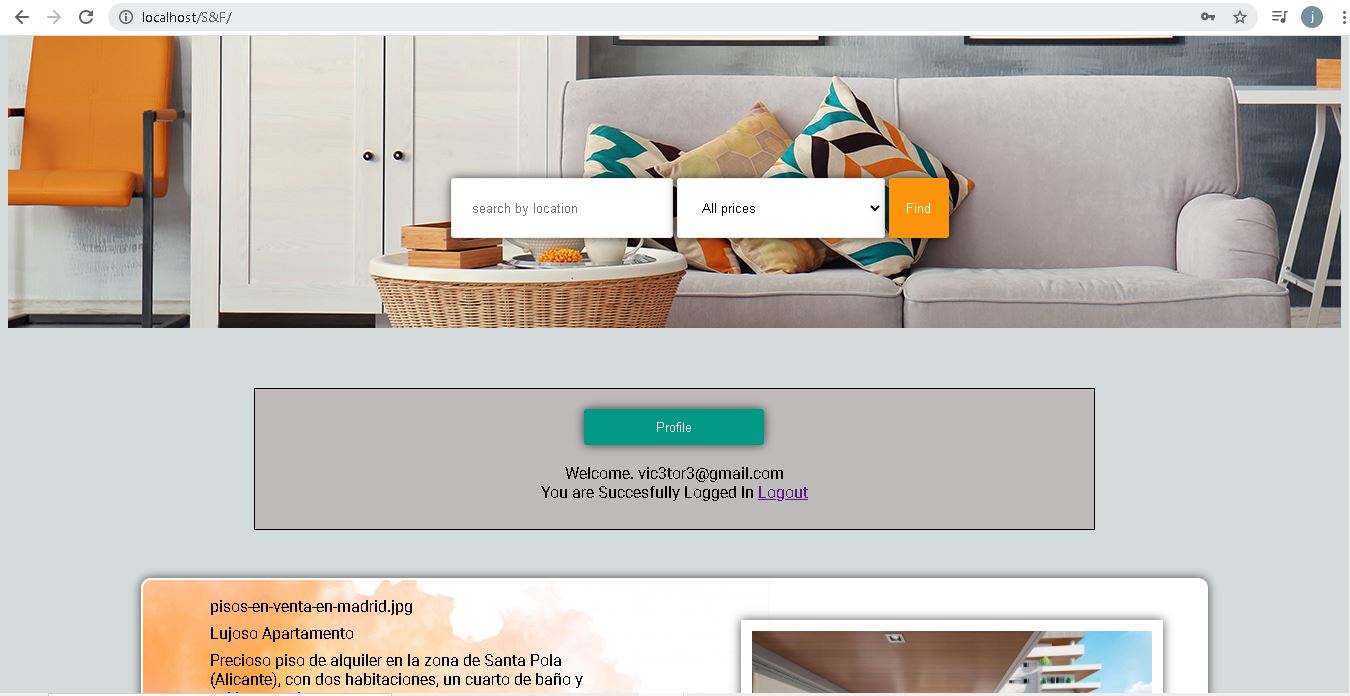 localhost/S&F/
j
search by location
All prices
Find
Profile
Welcome. vic3tor3@gmail.com
You are Succesfully Logged In Logout
pisos-en-venta-en-madrid.jpg
Lujoso Apartamento
Precioso piso de alquiler en la zona de Santa Pola
(Alicante), con dos habitaciones, un cuarto de baño y